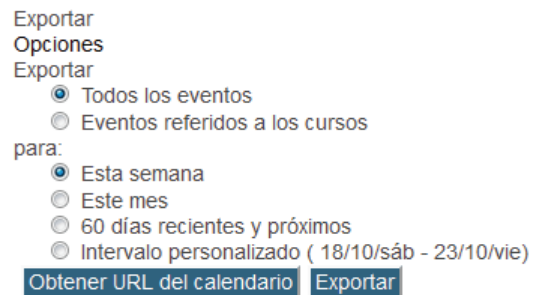 Exportar
Opciones
Exportar
Todos los eventos
Eventos referidos a los cursos
para:
Esta semana
Este mes
60 días recientes y próximos
Intervalo personalizado ( 18/10/sáb - 23/10/vie)
Obtener URL del calendario Exportar